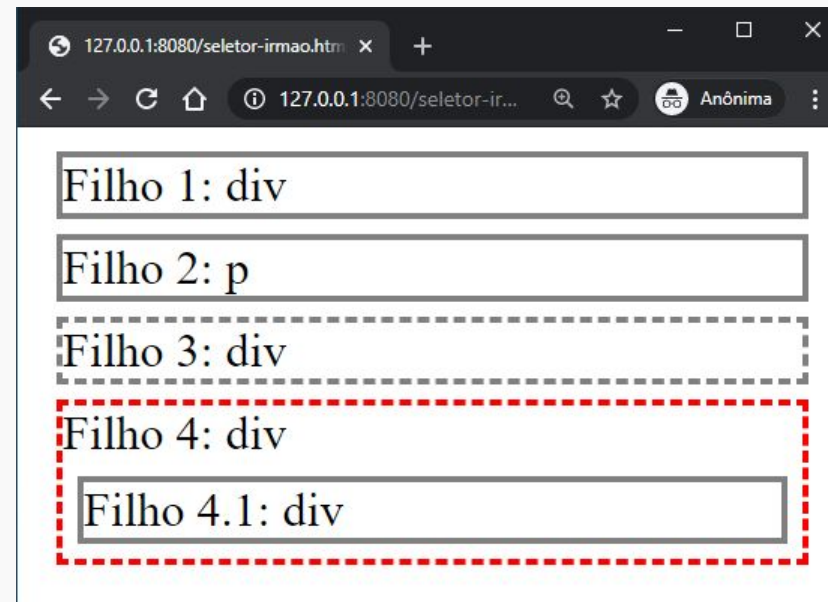 127.0.0.1:8080/seletor-irmao.htm
127.0.0.1:8080/seletor-ir...
Anônima
Filho 1: div
Filho 2: p
Filho 3: div
Filho 4: div
Filho 4.1: div